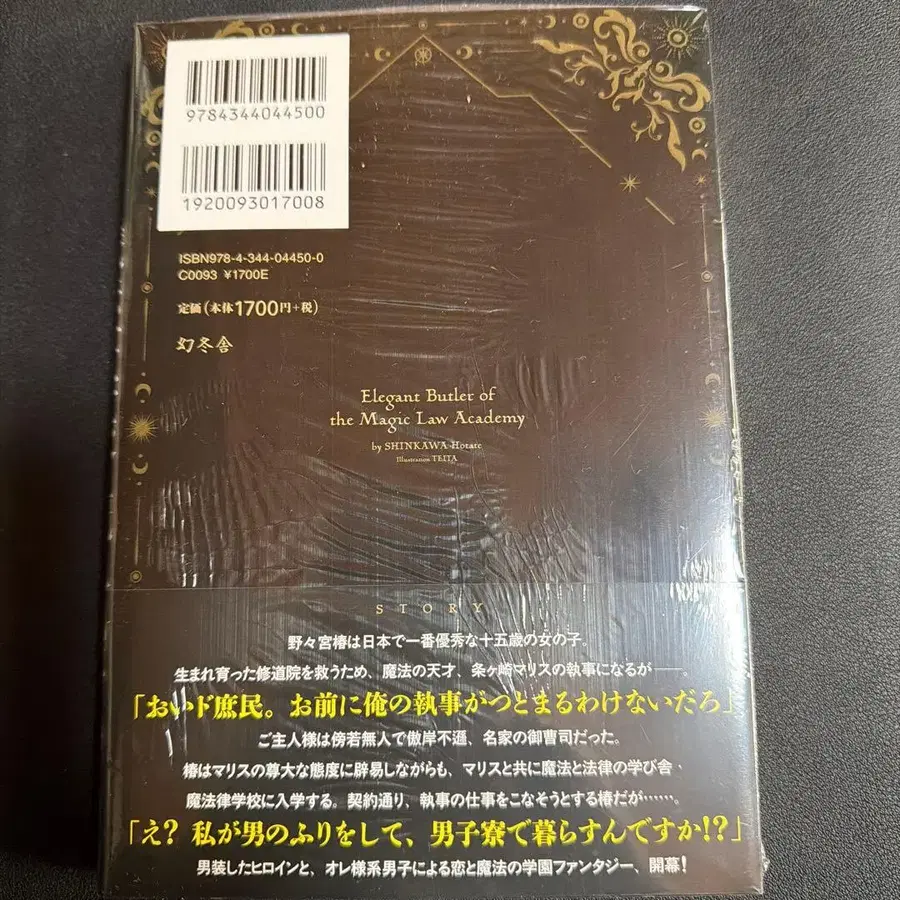 9784344044500
1920093017008
ISBN978-4-344-04450-0
C0093 ¥1700E
定価(本体1700円+税)
幻冬舎
Elegant Butler of
the Magic Law Academy
by SHINKAWA Hotate
Illustration TEITA
STORY
野々宮椿は日本で一番優秀な十五歳の女の子。
生まれ育った修道院を救うため、魔法の天才、条ヶ崎マリスの執事になるが――。
「おいド庶民。お前に俺の執事がつとまるわけないだろ」
ご主人様は傍若無人で傲岸不遜、名家の御曹司だった。
椿はマリスの尊大な態度に辟易しながらも、マリスと共に魔法と法律の学び舎・
魔法律学校に入学する。契約通り、執事の仕事をこなそうとする椿だが……。
「え? 私が男のふりをして、男子寮で暮らすんですか!?」
男装したヒロインと、オレ様系男子による恋と魔法の学園ファンタジー、開幕!